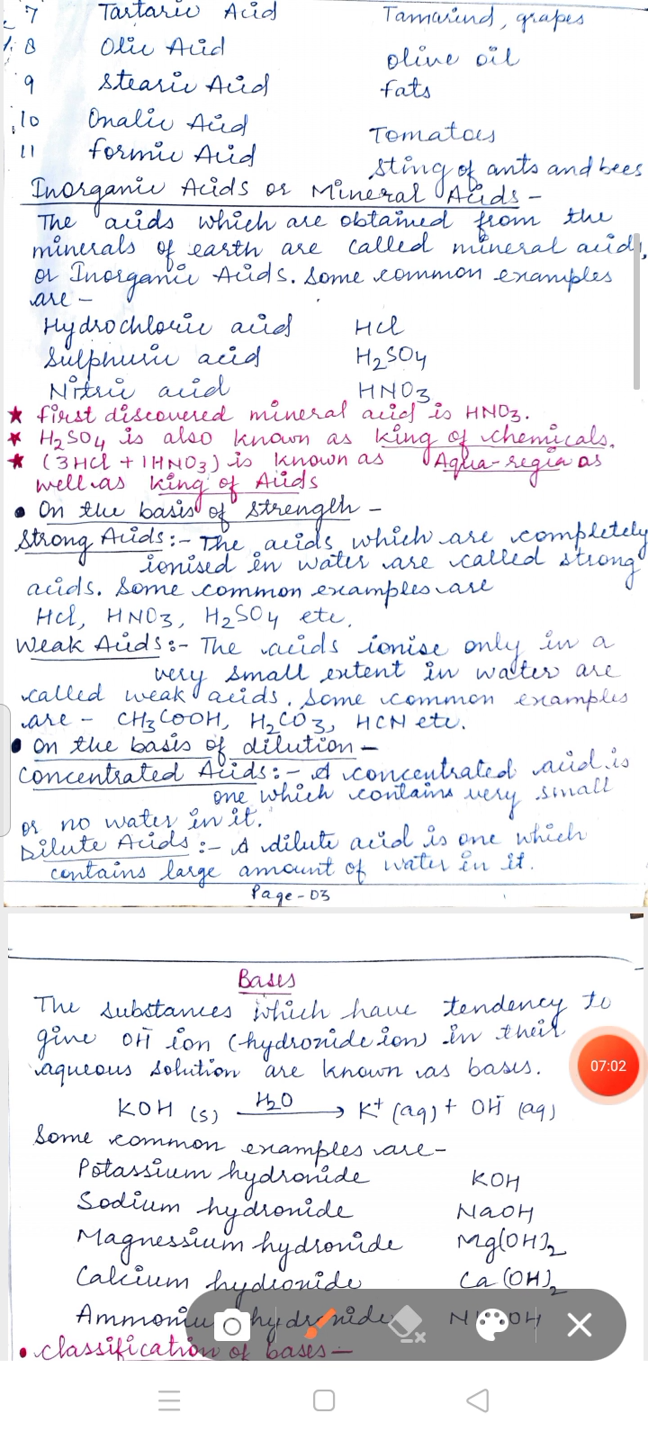 7 Tartaric Acid Tamarind, grapes
8 Olic Acid olive oil
9 Stearic Acid fats
10 Oxalic Acid Tomatoes
11 formic Acid sting of ants and bees
Inorganic Acids or Mineral Acids -
The acids which are obtained from the
minerals of earth are called mineral acids,
or Inorganic Acids. Some common examples
are -
Hydrochloric acid HCl
Sulphuric acid H₂SO₄
Nitric acid HNO₃
★ first discovered mineral acid is HNO₃.
★ H₂SO₄ is also known as king of chemicals.
★ (3HCl + 1HNO₃) is known as Aqua-regia as
well as king of Acids
• On the basis of strength -
Strong Acids :- The acids which are completely
ionised in water are called strong
acids. Some common examples are
HCl, HNO₃, H₂SO₄ etc.
Weak Acids :- The acids ionise only in a
very small extent in water are
called weak acids. Some common examples
are - CH₃COOH, H₂CO₃, HCN etc.
• On the basis of dilution -
Concentrated Acids :- A concentrated acid is
one which contains very small
or no water in it.
Dilute Acids :- A dilute acid is one which
contains large amount of water in it.
Page - 03
Bases
The substances which have tendency to
give OH⁻ ion (hydroxide ion) in their
aqueous solution are known as bases.
KOH (s) H₂O → K⁺ (aq) + OH⁻ (aq)
07:02
Some common examples are -
Potassium hydroxide KOH
Sodium hydroxide NaOH
Magnessium hydroxide Mg(OH)₂
Calcium hydroxide Ca(OH)₂
hydroxide
• classification of bases -